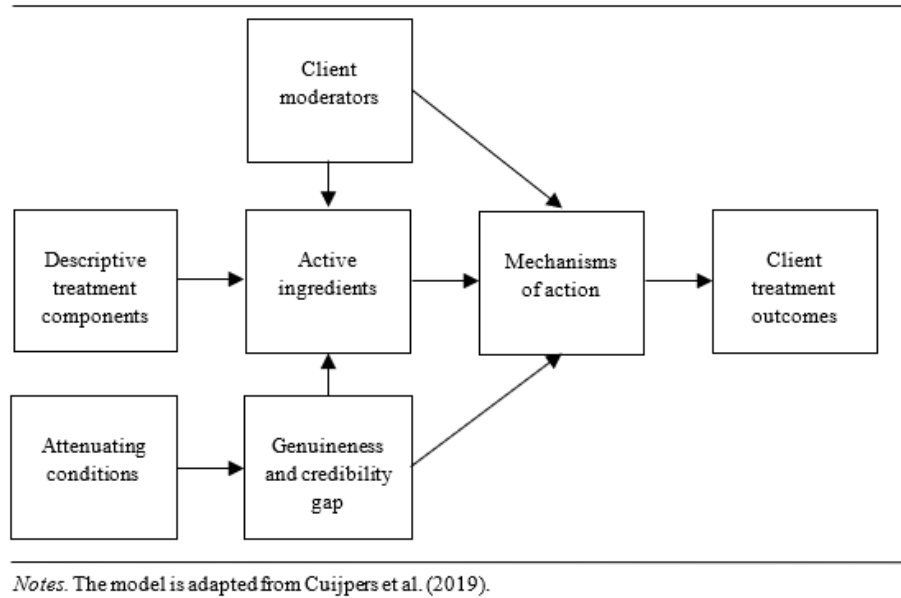 Client
moderators
Descriptive
treatment
components
Active
ingredients
Mechanisms
of action
Client
treatment
outcomes
Attenuating
conditions
Genuineness
and credibility
gap
Notes. The model is adapted from Cuijpers et al. (2019).